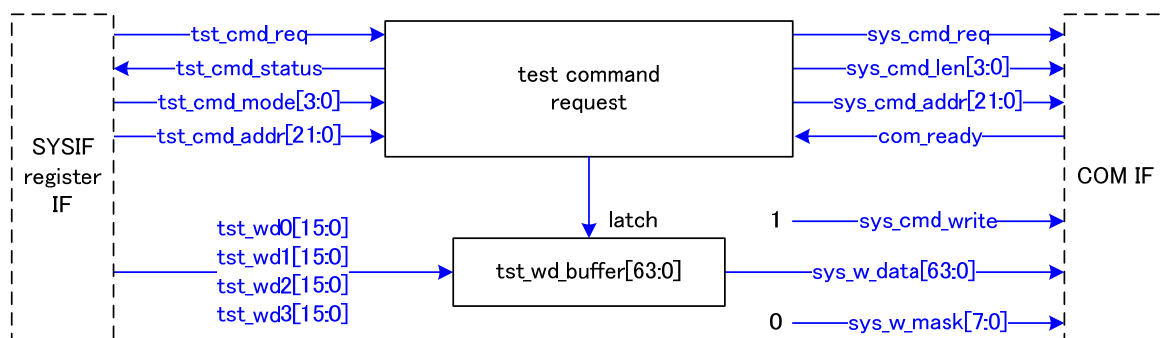 tst_cmd_req
tst_cmd_status
tst_cmd_mode[3:0]
tst_cmd_addr[21:0]
SYSIF
register
IF
test command
request
sys_cmd_req
sys_cmd_len[3:0]
sys_cmd_addr[21:0]
com_ready
COM IF
latch
tst_wd0[15:0]
tst_wd1[15:0]
tst_wd2[15:0]
tst_wd3[15:0]
tst_wd_buffer[63:0]
1
sys_cmd_write
sys_w_data[63:0]
0
sys_w_mask[7:0]